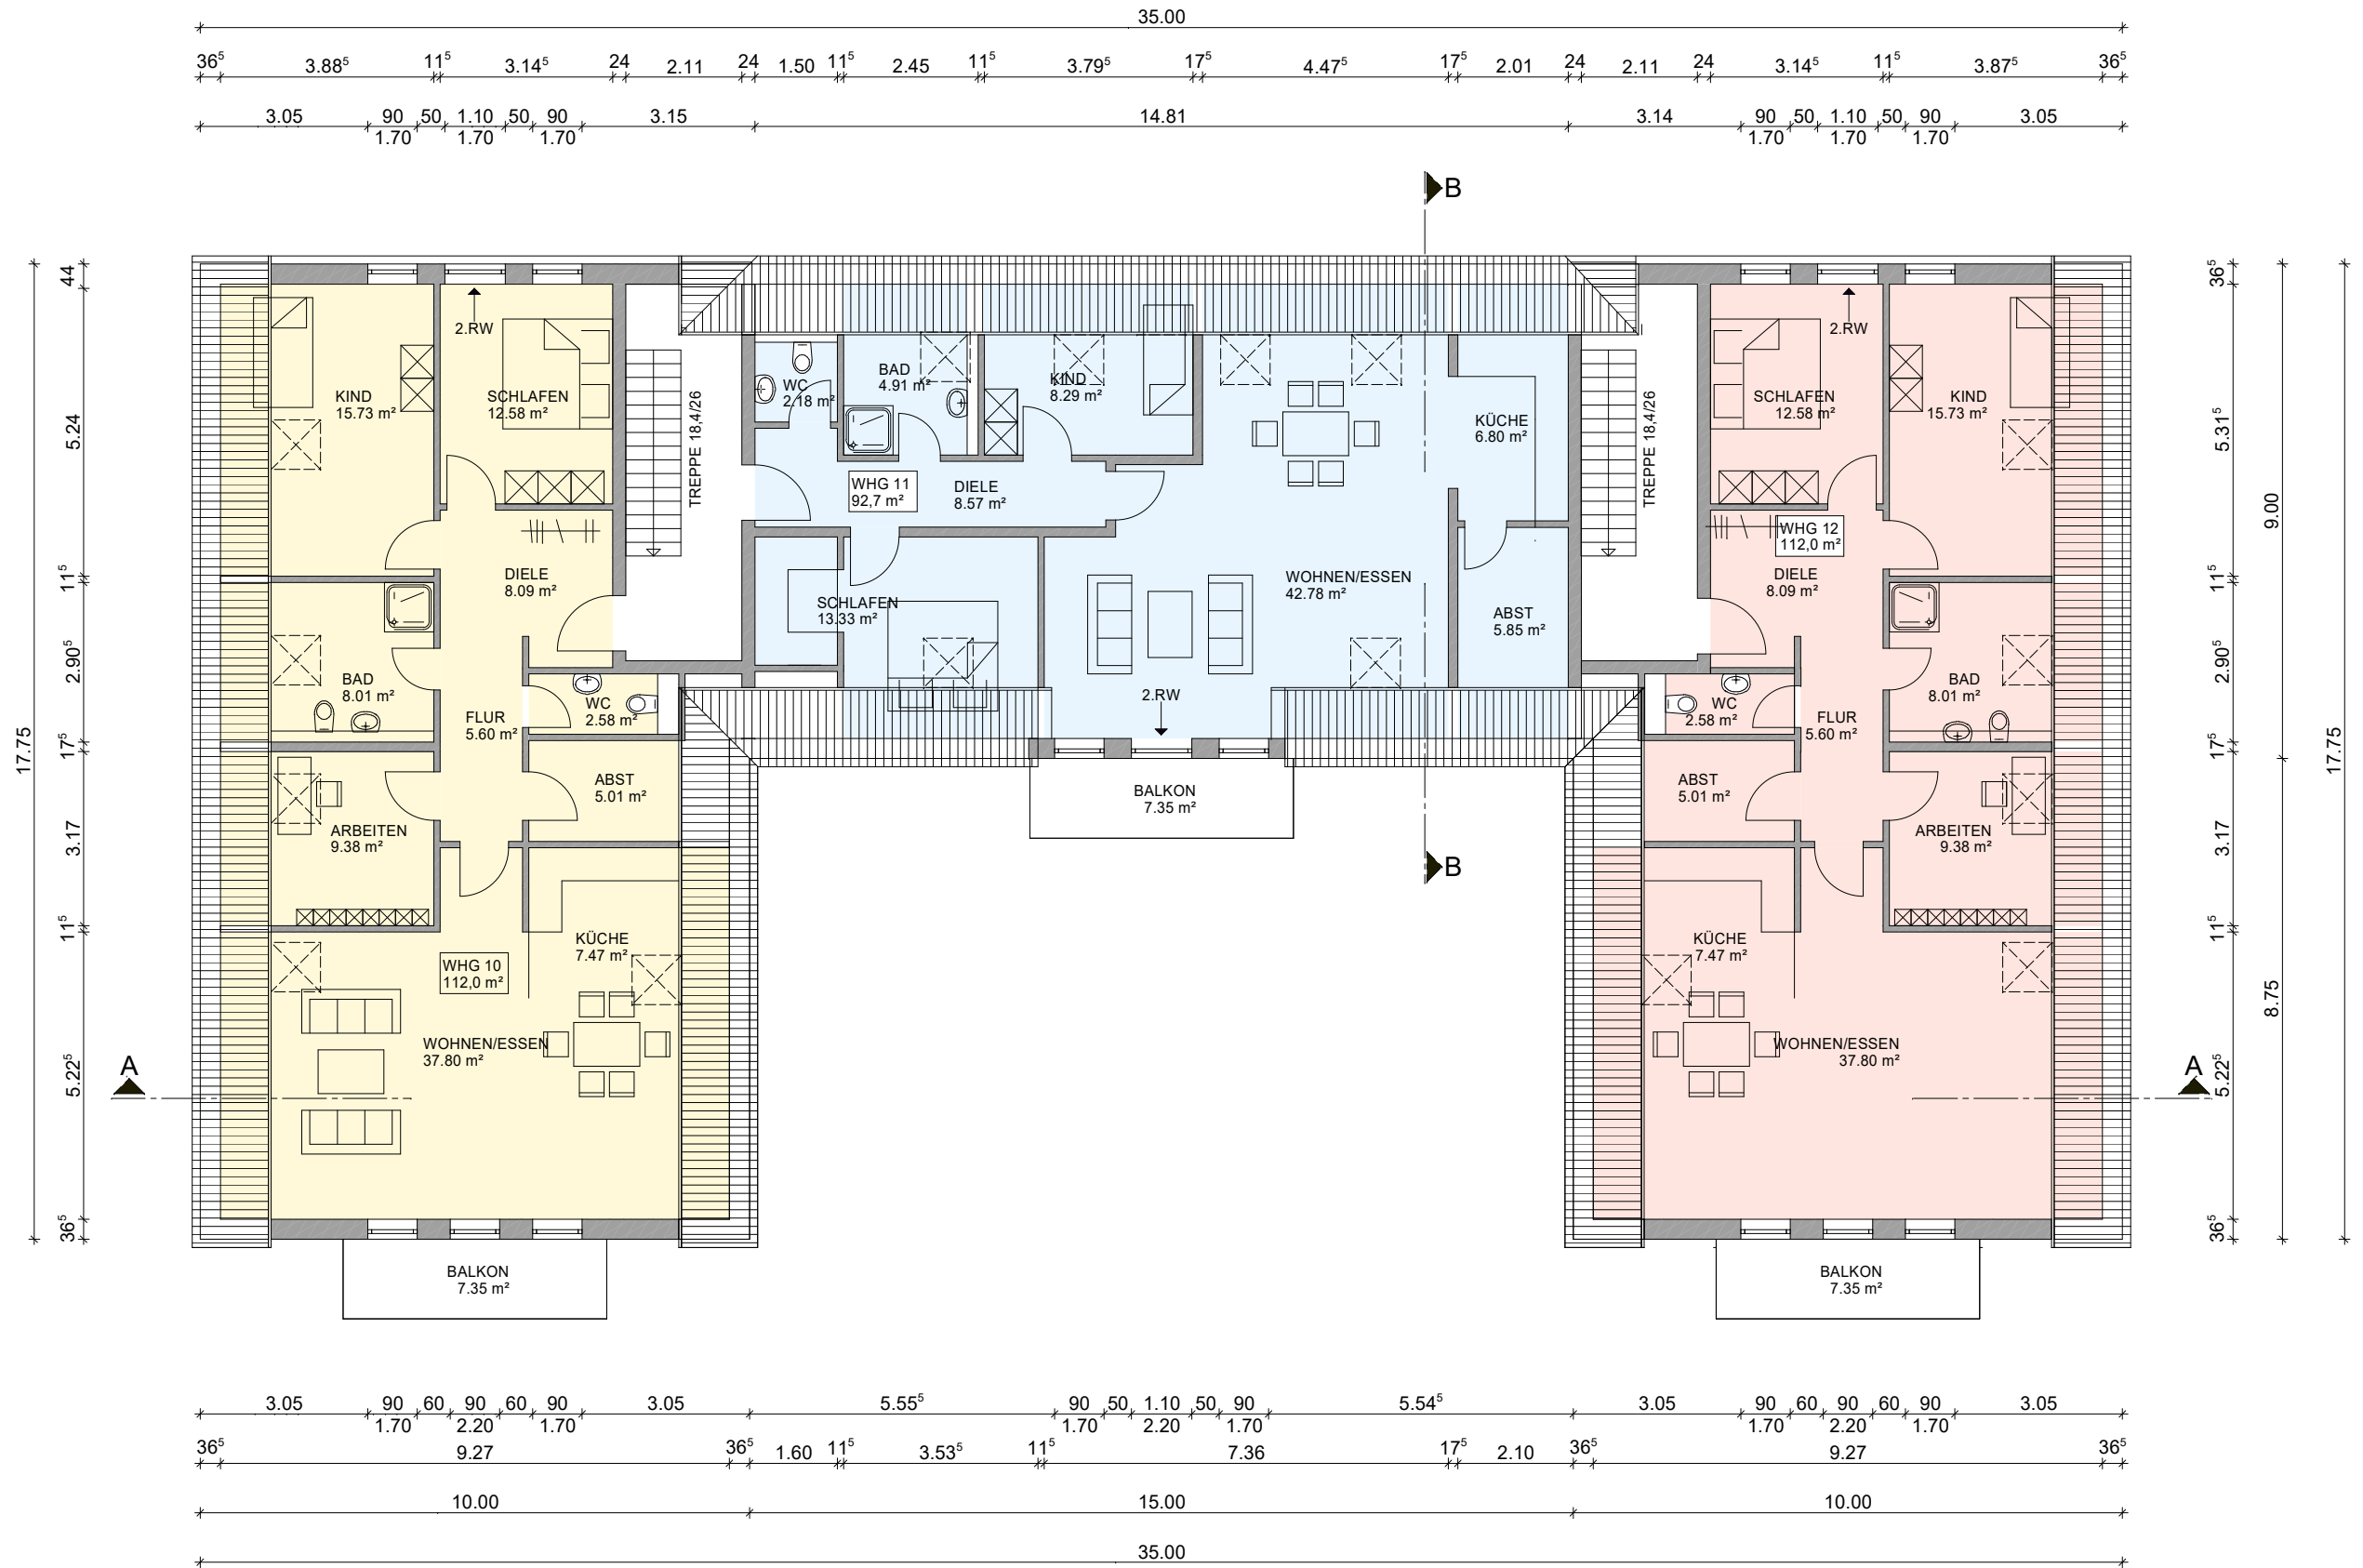 35.00
36⁵ 3.88⁵ 11⁵ 3.14⁵ 24 2.11 24 1.50 11⁵ 2.45 11⁵ 3.79⁵ 17⁵ 4.47⁵ 17⁵ 2.01 24 2.11 24 3.14⁵ 11⁵ 3.87⁵ 36⁵
3.05 90 50 1.10 50 90 3.15 14.81 3.14 90 50 1.10 50 90 3.05
1.70 1.70 1.70 1.70 1.70 1.70
B
44
5.24
11⁵
2.90⁵
17⁵
3.17
11⁵
5.22⁵
36⁵
17.75
2.RW
KIND
15.73 m²
SCHLAFEN
12.58 m²
DIELE
8.09 m²
BAD
8.01 m²
FLUR
5.60 m²
WC
2.58 m²
ABST
5.01 m²
ARBEITEN
9.38 m²
KÜCHE
7.47 m²
WHG 10
112,0 m²
WOHNEN/ESSEN
37.80 m²
BALKON
7.35 m²
A
TREPPE 18,4/26
WC
2.18 m²
BAD
4.91 m²
KIND
8.29 m²
KÜCHE
6.80 m²
WHG 11
92,7 m²
DIELE
8.57 m²
SCHLAFEN
13.33 m²
WOHNEN/ESSEN
42.78 m²
ABST
5.85 m²
2.RW
BALKON
7.35 m²
B
TREPPE 18,4/26
2.RW
SCHLAFEN
12.58 m²
KIND
15.73 m²
WHG 12
112,0 m²
DIELE
8.09 m²
BAD
8.01 m²
WC
2.58 m²
FLUR
5.60 m²
ABST
5.01 m²
ARBEITEN
9.38 m²
KÜCHE
7.47 m²
WOHNEN/ESSEN
37.80 m²
BALKON
7.35 m²
A
36⁵
5.31⁵
11⁵
2.90⁵
17⁵
3.17
11⁵
5.22⁵
36⁵
9.00
8.75
17.75
3.05 90 60 90 60 90 3.05 5.55⁵ 90 50 1.10 50 90 5.54⁵ 3.05 90 60 90 60 90 3.05
1.70 2.20 1.70 1.70 2.20 1.70 1.70 2.20 1.70
36⁵ 9.27 36⁵ 1.60 11⁵ 3.53⁵ 11⁵ 7.36 17⁵ 2.10 36⁵ 9.27 36⁵
10.00 15.00 10.00
35.00